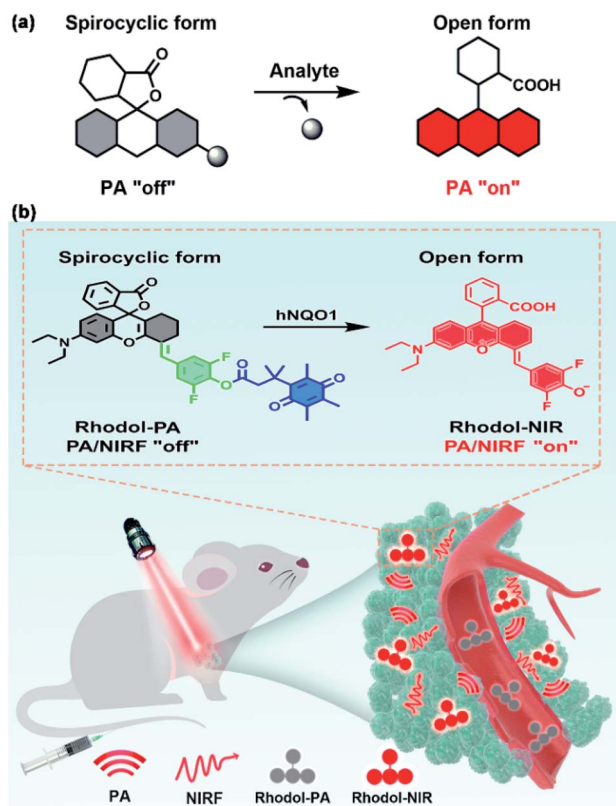 (a)
Spirocyclic form
Open form
O
O
Analyte
COOH
PA "off"
PA "on"
(b)
Spirocyclic form
Open form
O
O
hNQO1
COOH
N
O
F
O
O
F
O
O
N
O+
F
F
O-
Rhodol-PA
PA/NIRF "off"
Rhodol-NIR
PA/NIRF "on"
PA
NIRF
Rhodol-PA
Rhodol-NIR